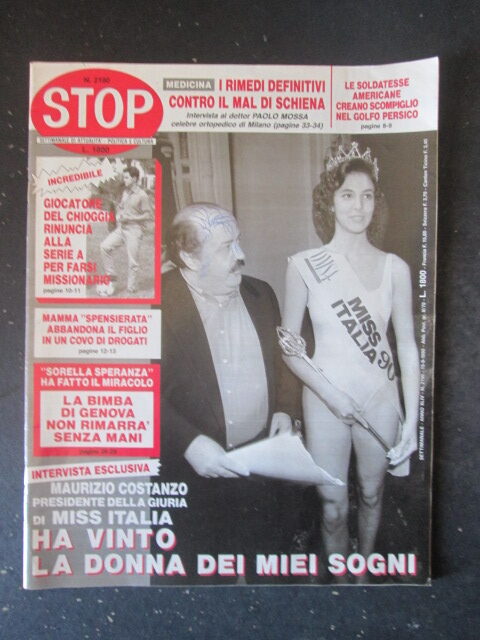 N. 2190
STOP
SETTIMANALE DI ATTUALITA' - POLITICA E CULTURA
L. 1800
MEDICINA I RIMEDI DEFINITIVI
CONTRO IL MAL DI SCHIENA
Intervista al dottor PAOLO MOSSA
celebre ortopedico di Milano (pagine 33-34)
LE SOLDATESSE
AMERICANE
CREANO SCOMPIGLIO
NEL GOLFO PERSICO
pagine 8-9
INCREDIBILE
GIOCATORE
DEL CHIOGGIA
RINUNCIA
ALLA
SERIE A
PER FARSI
MISSIONARIO
pagine 10-11
MAMMA "SPENSIERATA"
ABBANDONA IL FIGLIO
IN UN COVO DI DROGATI
pagine 12-13
"SORELLA SPERANZA"
HA FATTO IL MIRACOLO
LA BIMBA
DI GENOVA
NON RIMARRA'
SENZA MANI
MISS
ITALIA
90
INTERVISTA ESCLUSIVA
MAURIZIO COSTANZO
PRESIDENTE DELLA GIURIA
DI MISS ITALIA
HA VINTO
LA DONNA DEI MIEI SOGNI
L. 1800